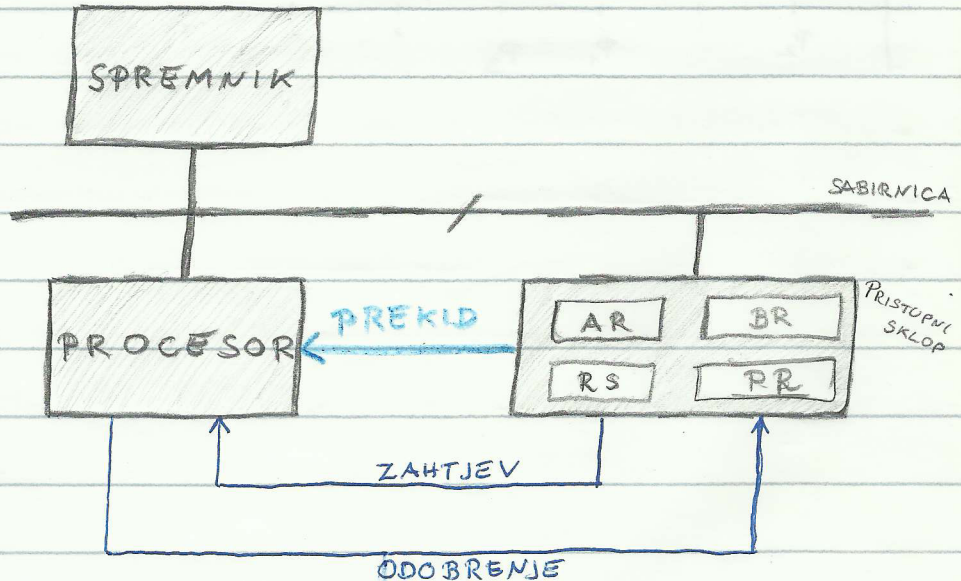 SPREMNIK
SABIRNICA
PROCESOR
PREKID
AR
BR
RS
PR
PRISTUPNI
SKLOP
ZAHTJEV
ODOBRENJE